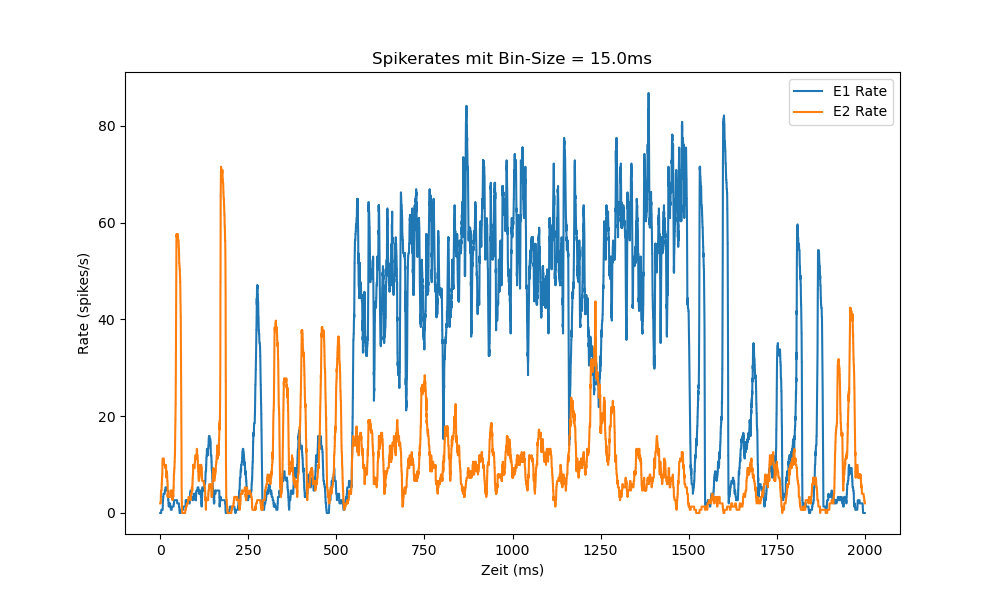 Spikerates mit Bin-Size = 15.0ms
E1 Rate
E2 Rate
Rate (spikes/s)
80
60
40
20
0
0 250 500 750 1000 1250 1500 1750 2000
Zeit (ms)